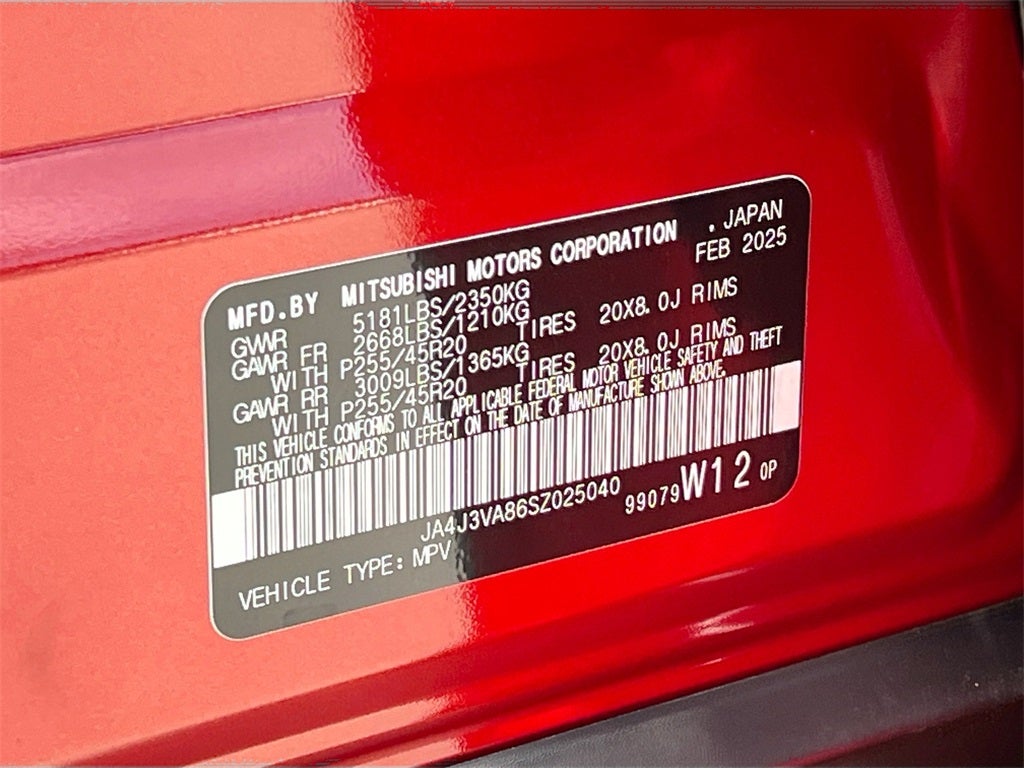 MFD.BY MITSUBISHI MOTORS CORPORATION . JAPAN
FEB 2025
GVWR 5181LBS/2350KG
GAWR FR 2668LBS/1210KG
WITH P255/45R20 TIRES 20X8.0J RIMS
GAWR RR 3009LBS/1365KG
WITH P255/45R20 TIRES 20X8.0J RIMS
THIS VEHICLE CONFORMS TO ALL APPLICABLE FEDERAL MOTOR VEHICLE SAFETY AND THEFT
PREVENTION STANDARDS IN EFFECT ON THE DATE OF MANUFACTURE SHOWN ABOVE.
JA4J3VA86SZ025040 99079W12 OP
VEHICLE TYPE: MPV